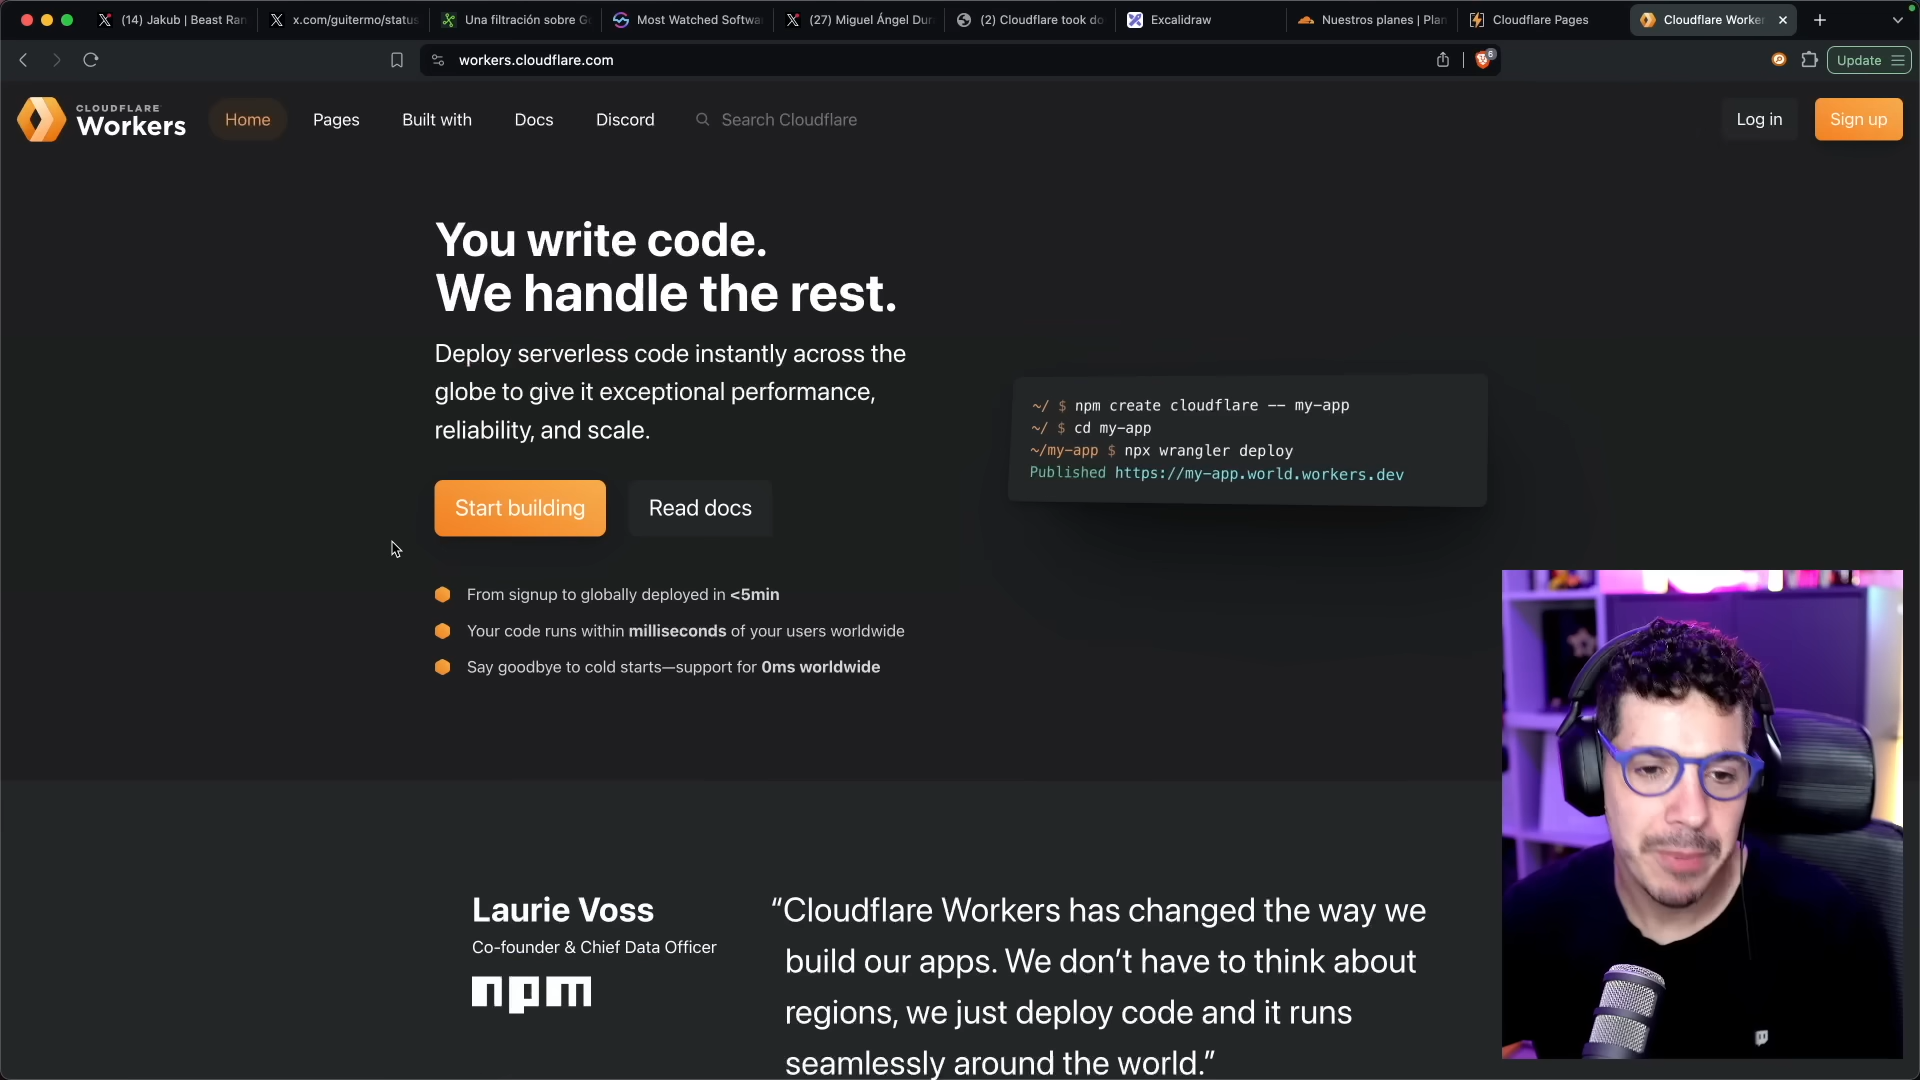 (14) Jakub | Beast Ran
x.com/guitermo/status
Una filtración sobre G
Most Watched Softwa
(27) Miguel Ángel Dur
(2) Cloudflare took do
Excalidraw
Nuestros planes | Plan
Cloudflare Pages
Cloudflare Worker
workers.cloudflare.com
6
Update
CLOUDFLARE
Workers
Home
Pages
Built with
Docs
Discord
Search Cloudflare
Log in
Sign up
You write code.
We handle the rest.
Deploy serverless code instantly across the
globe to give it exceptional performance,
reliability, and scale.
~/ $ npm create cloudflare -- my-app
~/ $ cd my-app
~/my-app $ npx wrangler deploy
Published https://my-app.world.workers.dev
Start building
Read docs
From signup to globally deployed in <5min
Your code runs within milliseconds of your users worldwide
Say goodbye to cold starts—support for 0ms worldwide
Laurie Voss
Co-founder & Chief Data Officer
npm
“Cloudflare Workers has changed the way we
build our apps. We don’t have to think about
regions, we just deploy code and it runs
seamlessly around the world.”